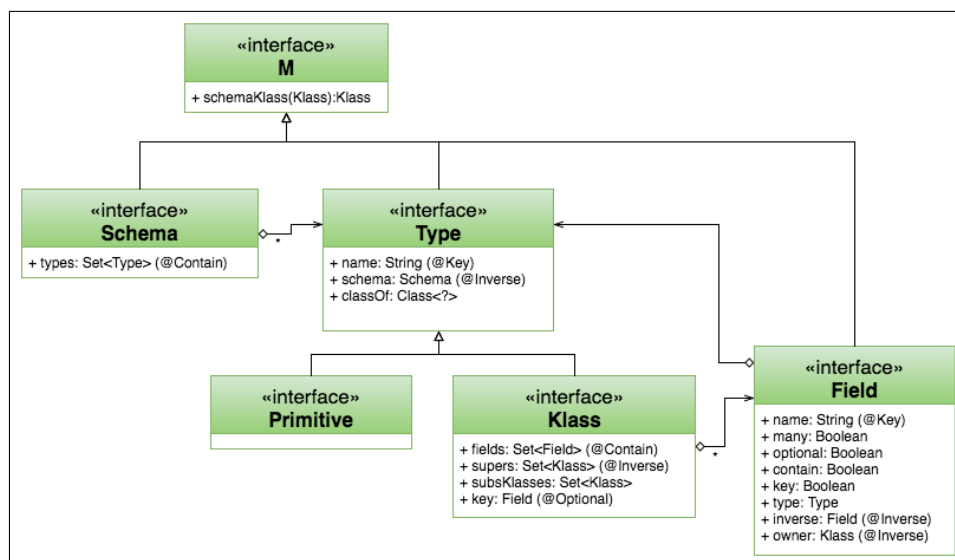 «interface»
M
+ schemaKlass(Klass):Klass
«interface»
Schema
+ types: Set<Type> (@Contain)
*
«interface»
Type
+ name: String (@Key)
+ schema: Schema (@Inverse)
+ classOf: Class<?>
«interface»
Primitive
«interface»
Klass
+ fields: Set<Field> (@Contain)
+ supers: Set<Klass> (@Inverse)
+ subsKlasses: Set<Klass>
+ key: Field (@Optional)
*
«interface»
Field
+ name: String (@Key)
+ many: Boolean
+ optional: Boolean
+ contain: Boolean
+ key: Boolean
+ type: Type
+ inverse: Field (@Inverse)
+ owner: Klass (@Inverse)